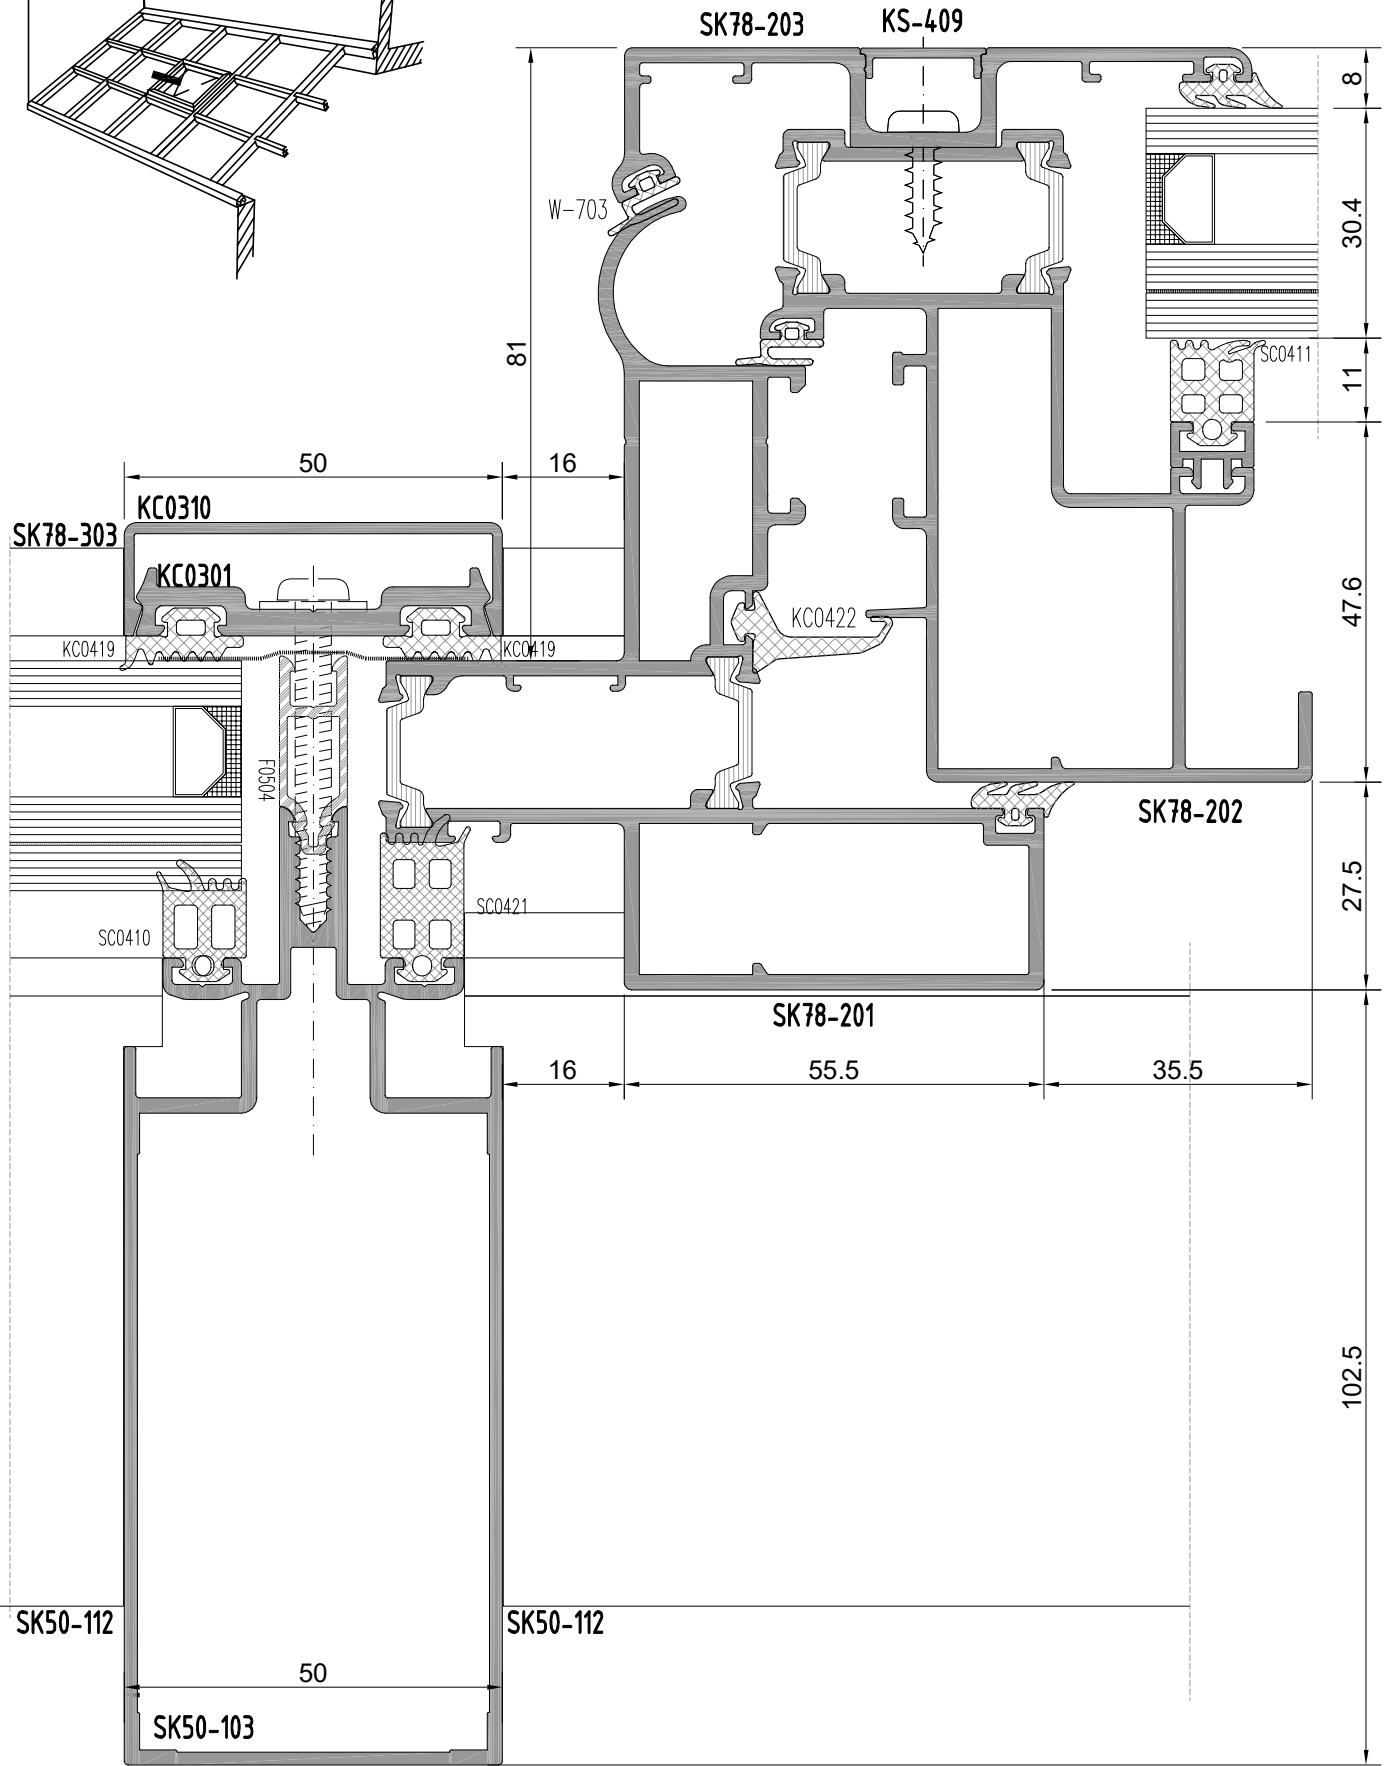 SK78-203
KS-409
8
W-703
30.4
81
SC0411
11
50
16
KC0310
SK78-303
KC0301
47.6
KC0422
KC0419
KC0419
F0504
SK78-202
27.5
SC0421
SC0410
SK78-201
16
55.5
35.5
102.5
SK50-112
SK50-112
50
SK50-103